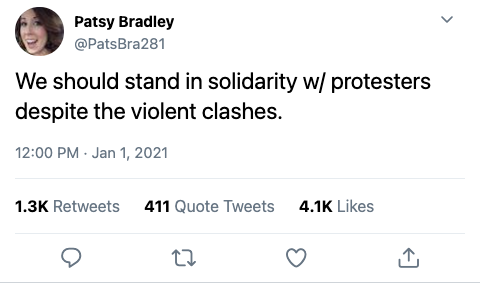 Patsy Bradley
@PatsBra281
We should stand in solidarity w/ protesters
despite the violent clashes.
12:00 PM · Jan 1, 2021
1.3K Retweets 411 Quote Tweets 4.1K Likes